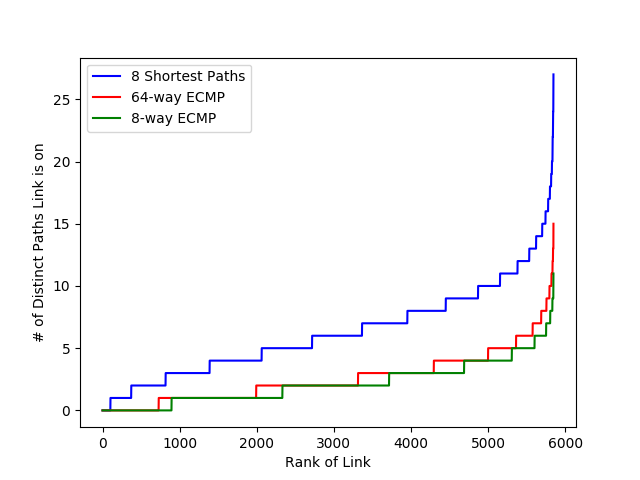 8 Shortest Paths
64-way ECMP
8-way ECMP
# of Distinct Paths Link is on
25
20
15
10
5
0
0 1000 2000 3000 4000 5000 6000
Rank of Link